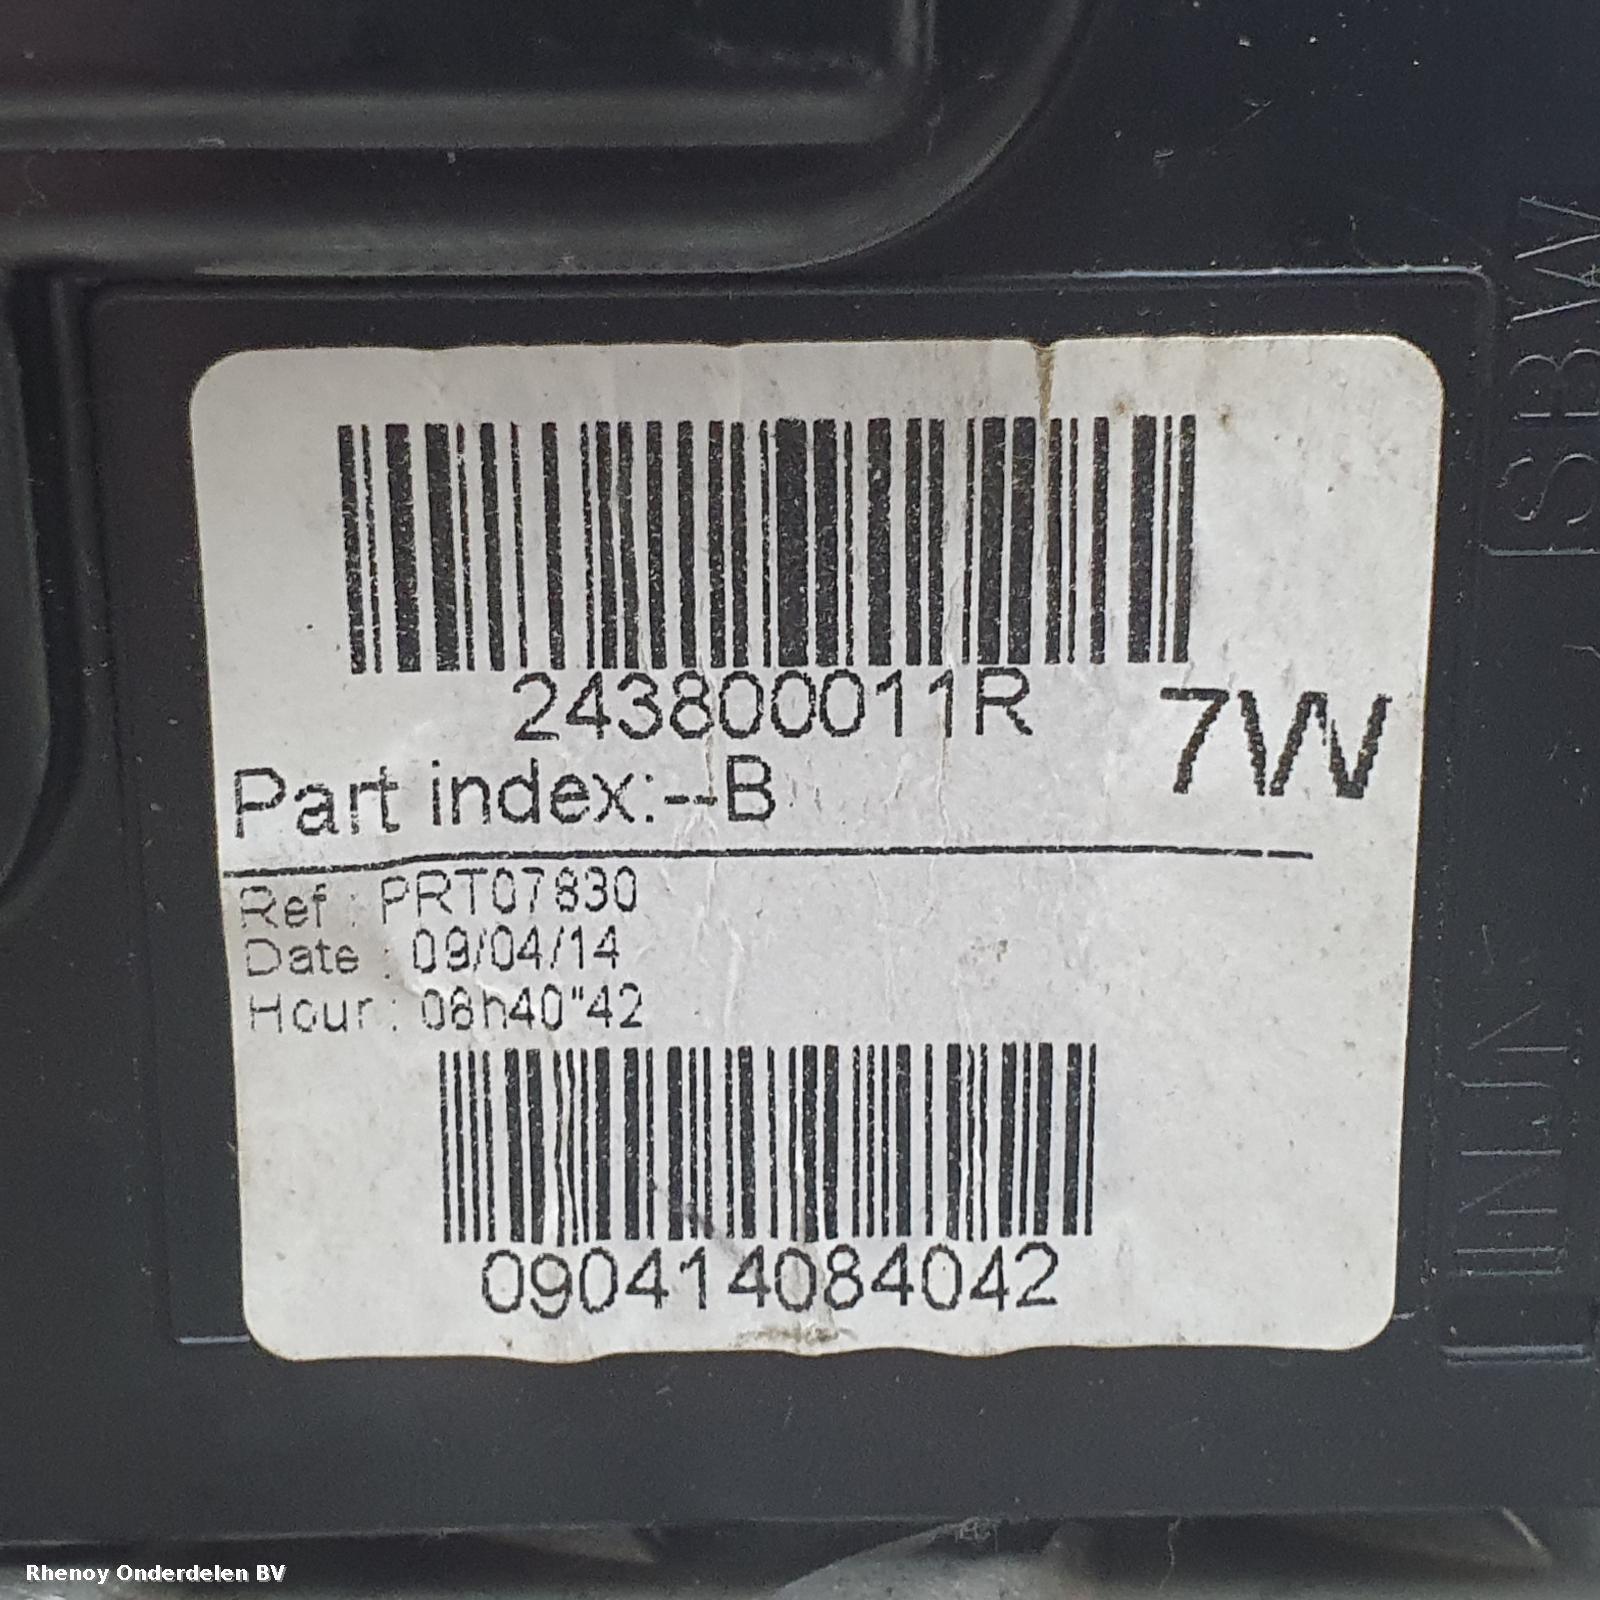 243800011R
7W
Part index:--B
Ref : PRT07830
Date : 09/04/14
Hour : 08h40"42
090414084042
Rhenoy Onderdelen BV